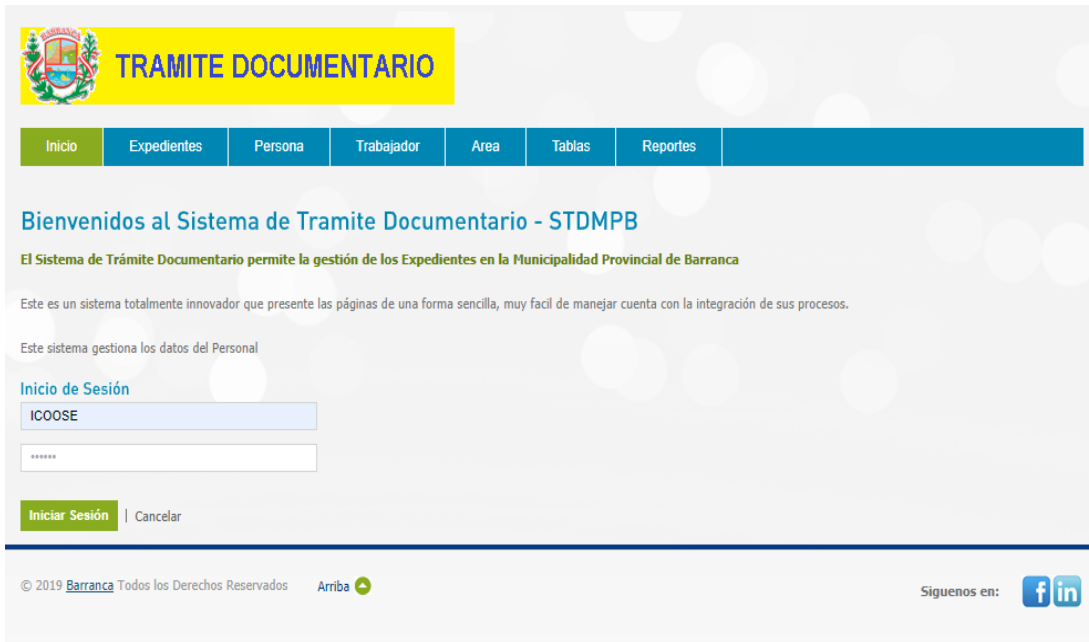 BARRANCA
TRAMITE DOCUMENTARIO
Inicio Expedientes Persona Trabajador Area Tablas Reportes
Bienvenidos al Sistema de Tramite Documentario - STDMPB
El Sistema de Trámite Documentario permite la gestión de los Expedientes en la Municipalidad Provincial de Barranca
Este es un sistema totalmente innovador que presente las páginas de una forma sencilla, muy facil de manejar cuenta con la integración de sus procesos.
Este sistema gestiona los datos del Personal
Inicio de Sesión
ICOOSE
••••••
Iniciar Sesión | Cancelar
© 2019 Barranca Todos los Derechos Reservados Arriba Siguenos en: f in